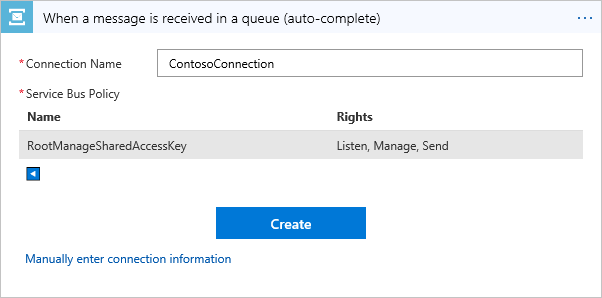 When a message is received in a queue (auto-complete) ...
* Connection Name ContosoConnection
* Service Bus Policy
Name Rights
RootManageSharedAccessKey Listen, Manage, Send
Create
Manually enter connection information